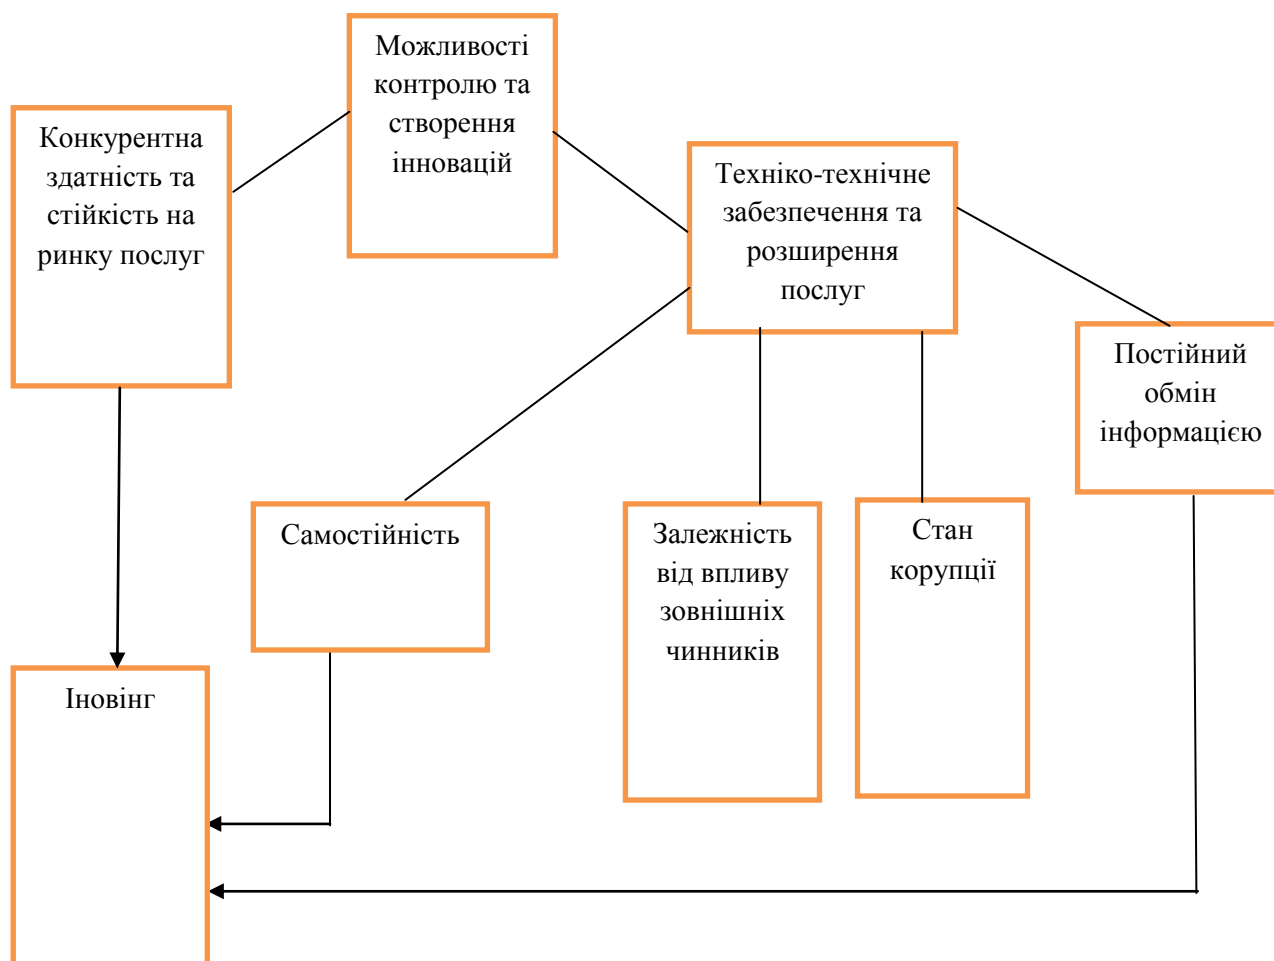 Можливості
контролю та
створення
інновацій
Конкурентна
здатність та
стійкість на
ринку послуг
Техніко-технічне
забезпечення та
розширення
послуг
Постійний
обмін
інформацією
Самостійність
Залежність
від впливу
зовнішніх
чинників
Стан
корупції
Іновінг